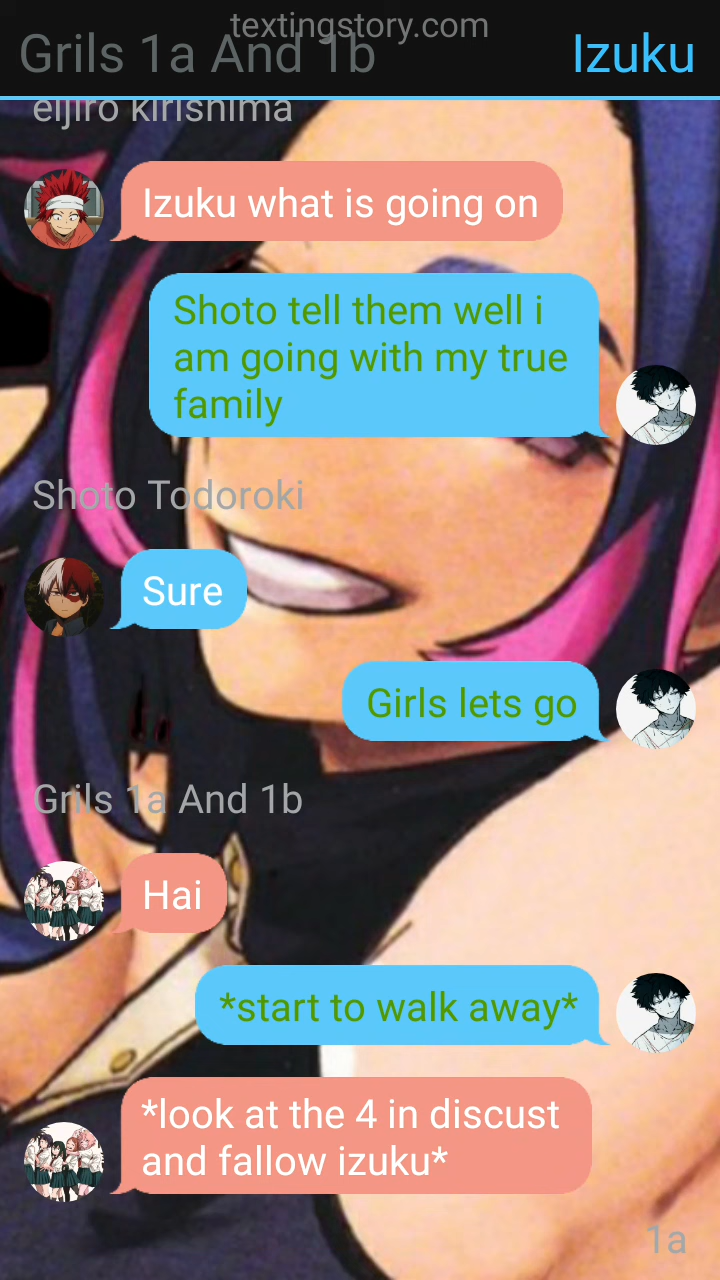 textingstory.com
Grils 1a And 1b
Izuku
eijiro kirishima
Izuku what is going on
Shoto tell them well i
am going with my true
family
Shoto Todoroki
Sure
Girls lets go
Grils 1a And 1b
Hai
*start to walk away*
*look at the 4 in discust
and fallow izuku*
1a